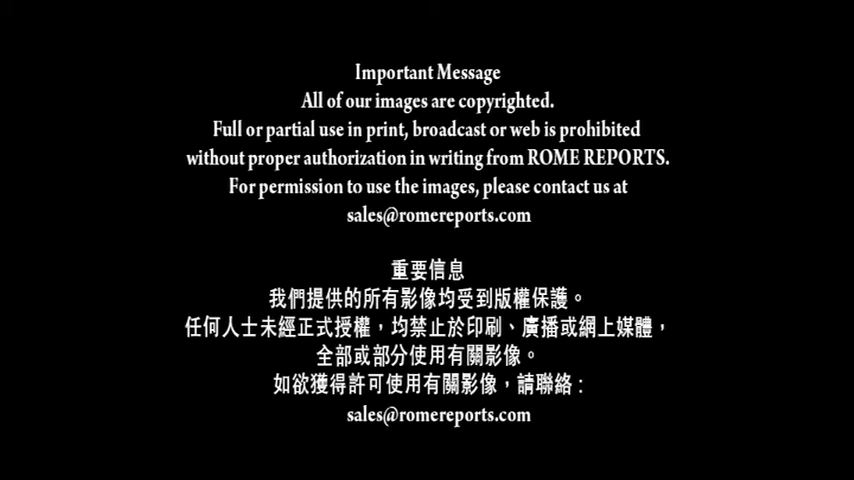 Important Message
All of our images are copyrighted.
Full or partial use in print, broadcast or web is prohibited
without proper authorization in writing from ROME REPORTS.
For permission to use the images, please contact us at
sales@romereports.com
重要信息
我們提供的所有影像均受到版權保護。
任何人士未經正式授權，均禁止於印刷、廣播或網上媒體，
全部或部分使用有關影像。
如欲獲得許可使用有關影像，請聯絡：
sales@romereports.com